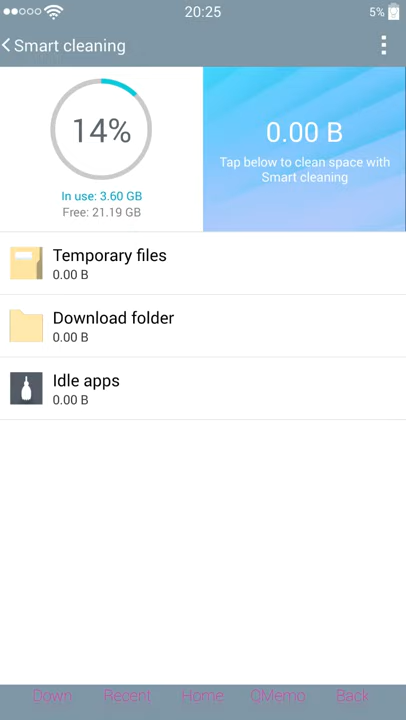 20:25
5%
Smart cleaning
14%
In use: 3.60 GB
Free: 21.19 GB
0.00 B
Tap below to clean space with
Smart cleaning
Temporary files
0.00 B
Download folder
0.00 B
Idle apps
0.00 B
Down Recent Home QMemo Back